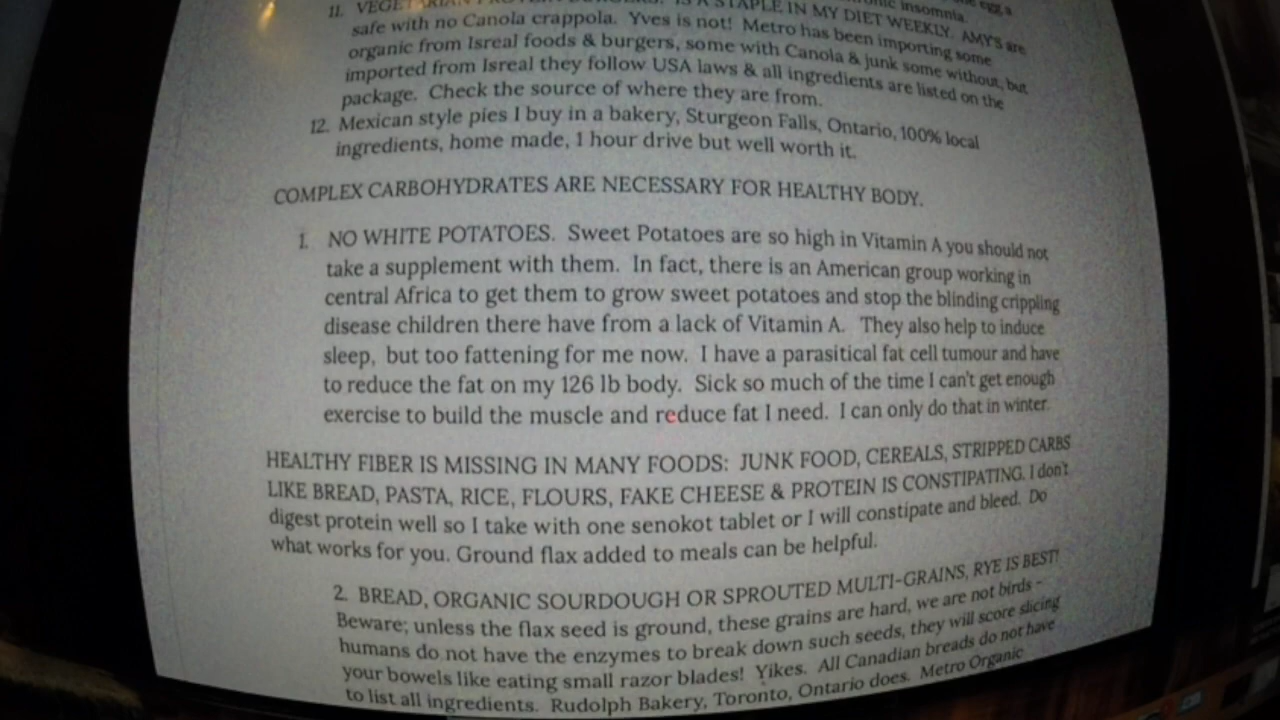 egg a
chronic insomnia.
11. VEGETARIAN PROTEIN BURGERS: IS A STAPLE IN MY DIET WEEKLY. AMY'S are
safe with no Canola crappola. Yves is not! Metro has been importing some
organic from Isreal foods & burgers, some with Canola & junk some without, but
imported from Isreal they follow USA laws & all ingredients are listed on the
package. Check the source of where they are from.
12. Mexican style pies I buy in a bakery, Sturgeon Falls, Ontario, 100% local
ingredients, home made, 1 hour drive but well worth it.
COMPLEX CARBOHYDRATES ARE NECESSARY FOR HEALTHY BODY.
1. NO WHITE POTATOES. Sweet Potatoes are so high in Vitamin A you should not
take a supplement with them. In fact, there is an American group working in
central Africa to get them to grow sweet potatoes and stop the blinding crippling
disease children there have from a lack of Vitamin A. They also help to induce
sleep, but too fattening for me now. I have a parasitical fat cell tumour and have
to reduce the fat on my 126 lb body. Sick so much of the time I can't get enough
exercise to build the muscle and reduce fat I need. I can only do that in winter.
HEALTHY FIBER IS MISSING IN MANY FOODS: JUNK FOOD, CEREALS, STRIPPED CARBS
LIKE BREAD, PASTA, RICE, FLOURS, FAKE CHEESE & PROTEIN IS CONSTIPATING. I don't
digest protein well so I take with one senokot tablet or I will constipate and bleed. Do
what works for you. Ground flax added to meals can be helpful.
2. BREAD, ORGANIC SOURDOUGH OR SPROUTED MULTI-GRAINS, RYE IS BEST!
Beware; unless the flax seed is ground, these grains are hard, we are not birds –
humans do not have the enzymes to break down such seeds, they will score slicing
your bowels like eating small razor blades! Yikes. All Canadian breads do not have
to list all ingredients. Rudolph Bakery, Toronto, Ontario does. Metro Organic